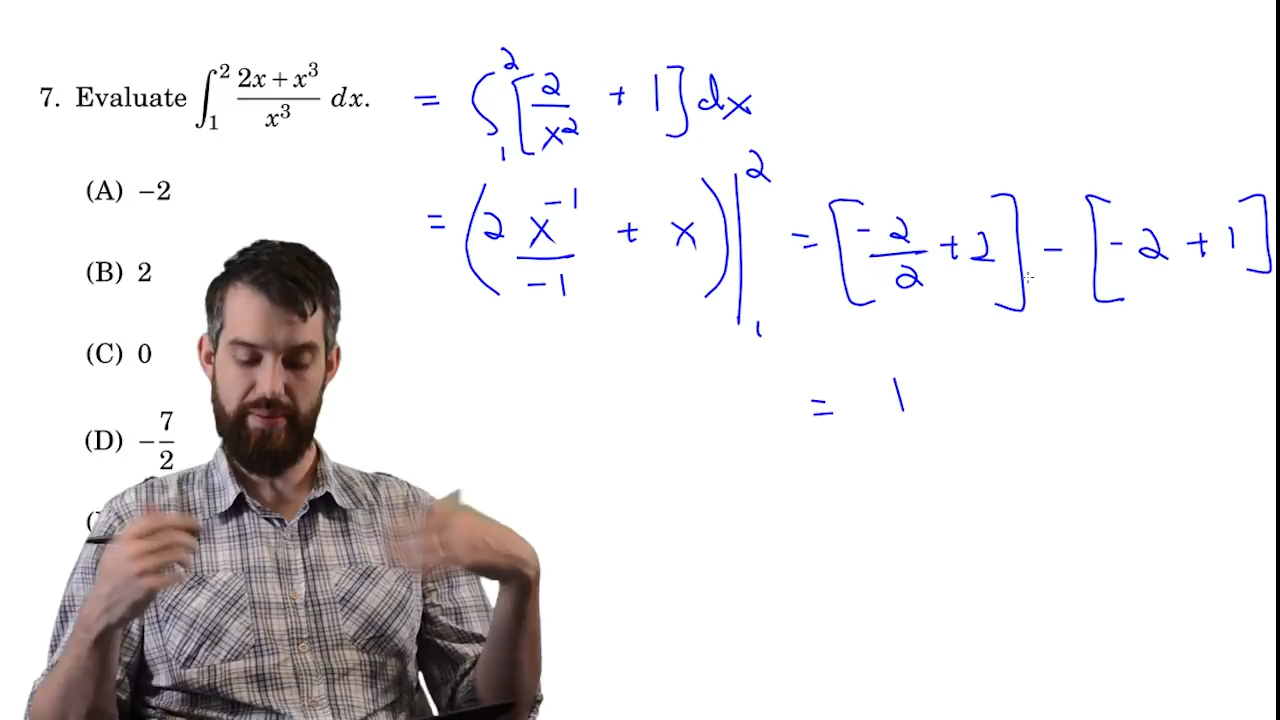 7. Evaluate ∫₁² (2x + x³)/x³ dx. = ∫₁² [2/x² + 1] dx
= (2 x⁻¹/-1 + x) |₁² = [-2/2 + 2] - [-2 + 1]
(A) −2
(B) 2
(C) 0
= 1
(D) −7/2
(